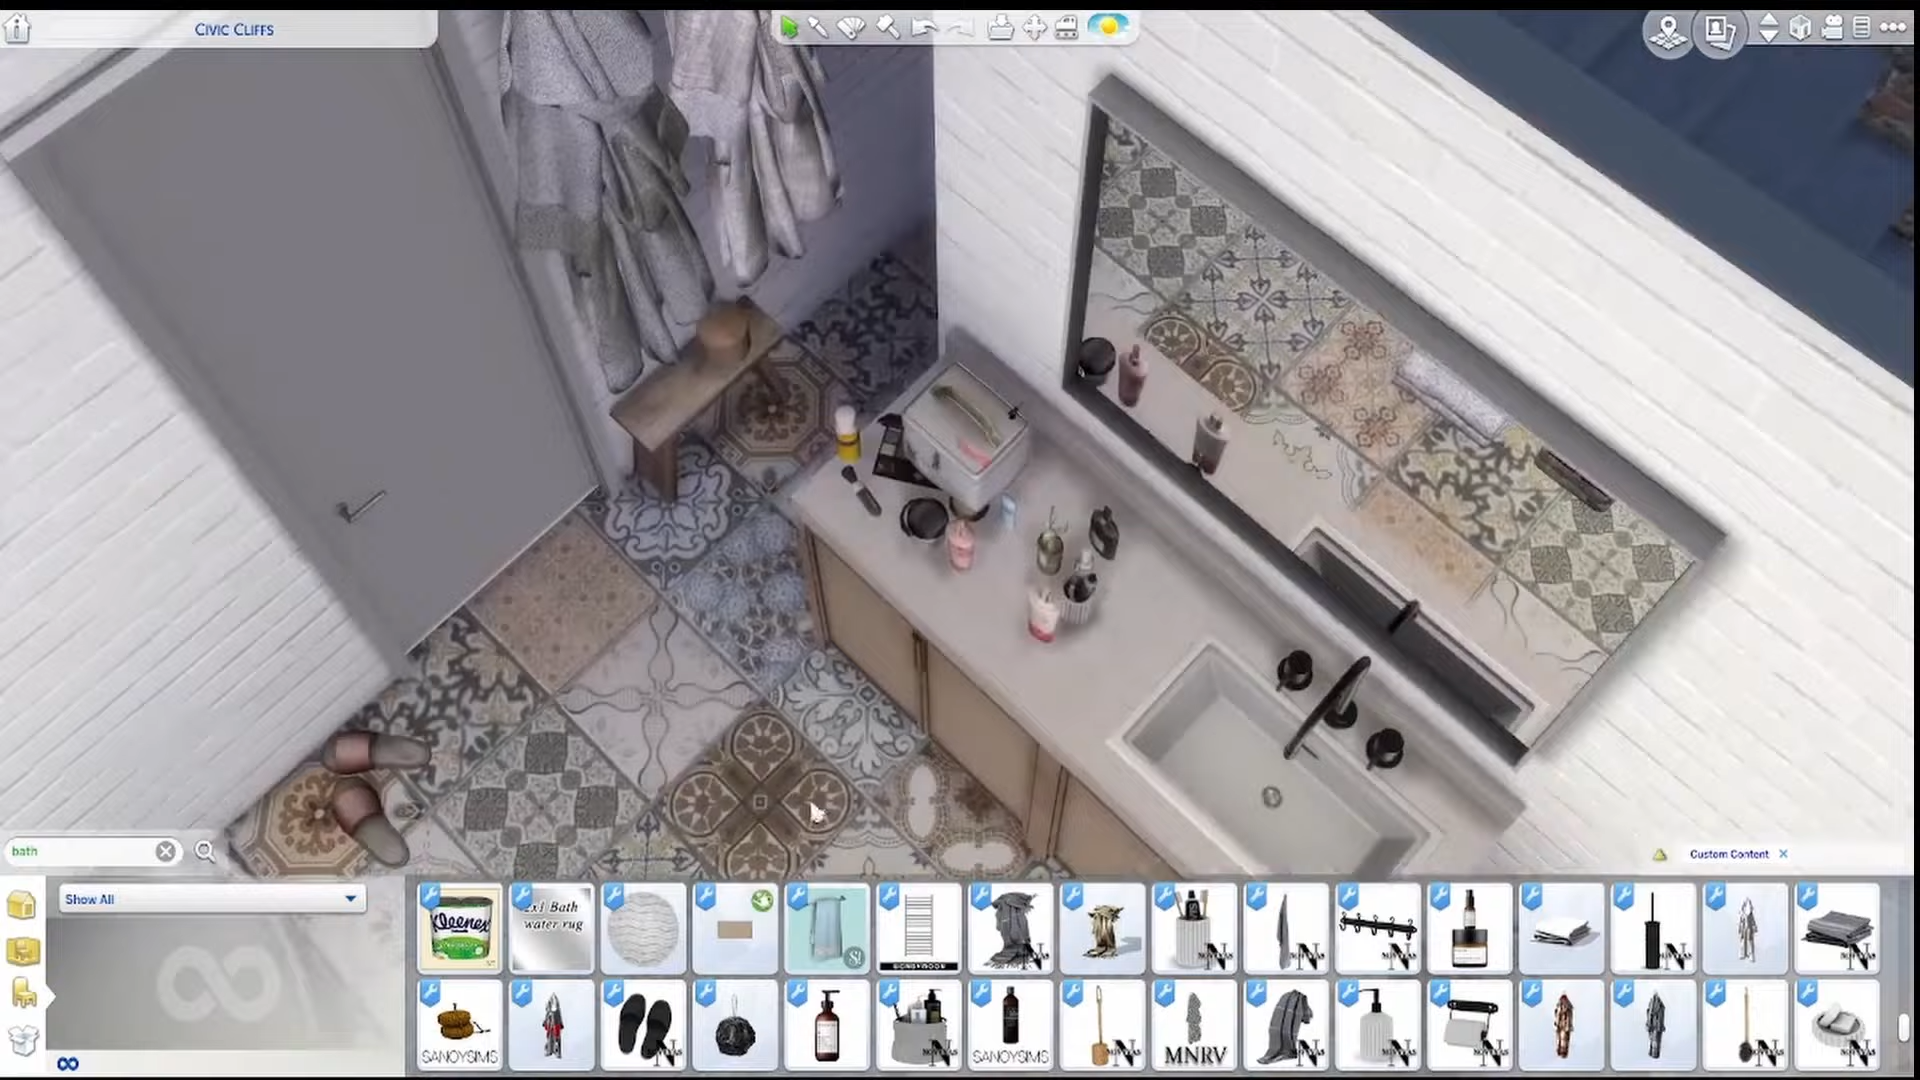 CIVIC CLIFFS
bath
Custom Content
Show All
Kleenex
2x1 Bath
water rug
S!
N
N
N
N
N
N
SANOYSIMS
N
N
SANOYSIMS
N
MNRV
N
N
N
N
N